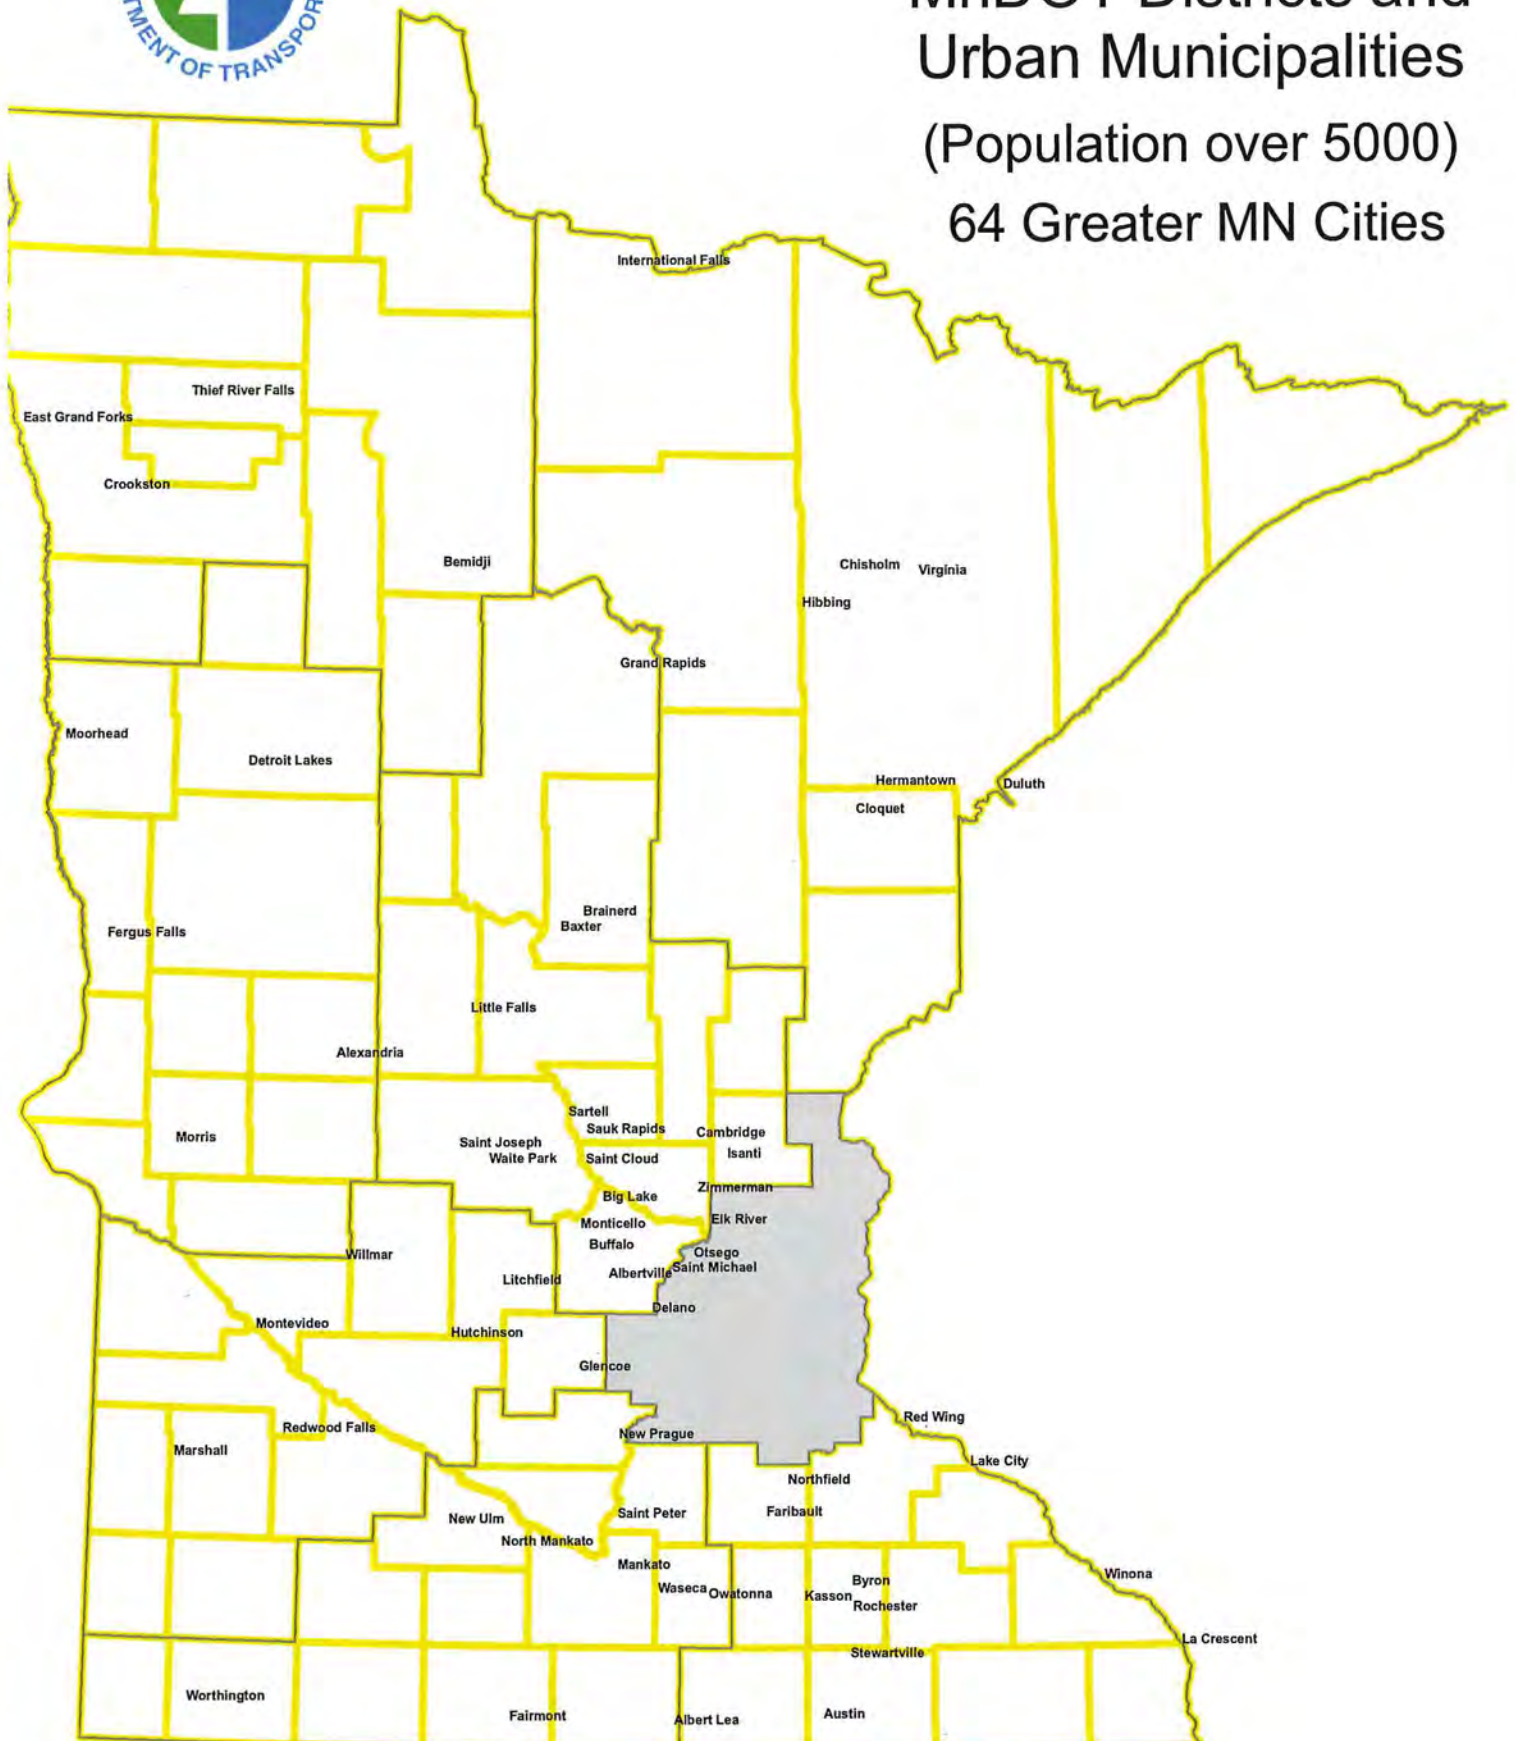 MnDOT Districts and
Urban Municipalities
(Population over 5000)
64 Greater MN Cities
TMENT OF TRANSPOR
International Falls
Thief River Falls
East Grand Forks
Crookston
Bemidji
Chisholm
Virginia
Hibbing
Grand Rapids
Moorhead
Detroit Lakes
Hermantown
Duluth
Cloquet
Brainerd
Baxter
Fergus Falls
Little Falls
Alexandria
Sartell
Sauk Rapids
Cambridge
Morris
Saint Joseph
Waite Park
Saint Cloud
Isanti
Zimmerman
Big Lake
Elk River
Monticello
Buffalo
Otsego
Willmar
Albertville
Saint Michael
Litchfield
Delano
Montevideo
Hutchinson
Glencoe
Red Wing
Redwood Falls
New Prague
Marshall
Lake City
Northfield
Saint Peter
Faribault
New Ulm
North Mankato
Mankato
Winona
Byron
Waseca
Owatonna
Kasson
Rochester
La Crescent
Stewartville
Worthington
Fairmont
Albert Lea
Austin